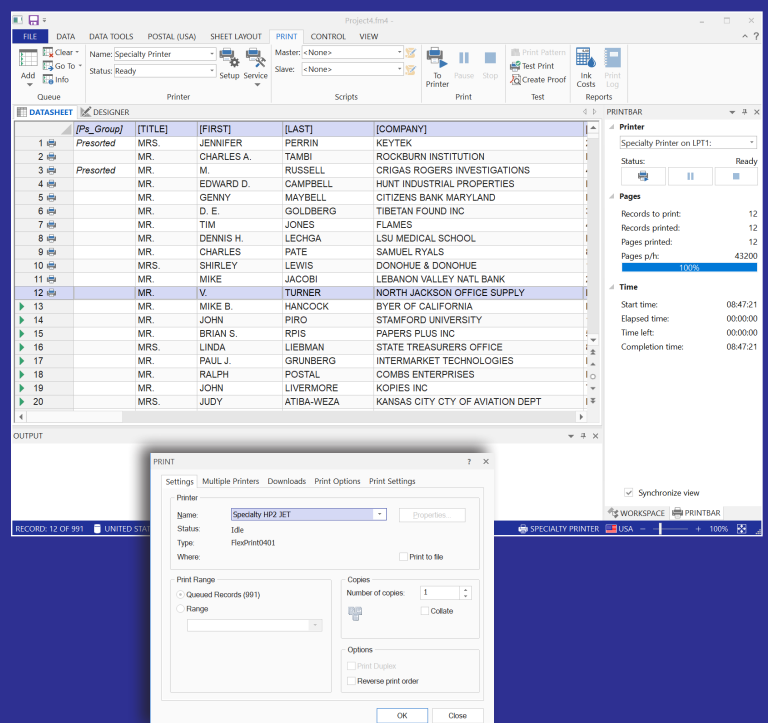 Project4.fm4 –
FILE DATA DATA TOOLS POSTAL (USA) SHEET LAYOUT PRINT CONTROL VIEW
Add
Clear
Go To
Info
Queue
Name: Specialty Printer
Status: Ready
Setup Service
Printer
Master: <None>
Slave: <None>
Scripts
To Printer Pause Stop
Print
Print Pattern
Test Print
Create Proof
Test
Ink Costs Print Log
Reports
DATASHEET DESIGNER
[Ps_Group] [TITLE] [FIRST] [LAST] [COMPANY]
1 Presorted MRS. JENNIFER PERRIN KEYTEK
2 MR. CHARLES A. TAMBI ROCKBURN INSTITUTION
3 Presorted MR. M. RUSSELL CRIGAS ROGERS INVESTIGATIONS
4 MR. EDWARD D. CAMPBELL HUNT INDUSTRIAL PROPERTIES
5 MR. GENNY MAYBELL CITIZENS BANK MARYLAND
6 MR. D. E. GOLDBERG TIBETAN FOUND INC
7 MR. TIM JONES FLAMES
8 MR. DENNIS H. LECHGA LSU MEDICAL SCHOOL
9 MR. CHARLES PATE SAMUEL RYALS
10 MRS. SHIRLEY LEWIS DONOHUE & DONOHUE
11 MR. MIKE JACOBI LEBANON VALLEY NATL BANK
12 MR. V. TURNER NORTH JACKSON OFFICE SUPPLY
13 MR. MIKE B. HANCOCK BYER OF CALIFORNIA
14 MR. JOHN PIRO STAMFORD UNIVERSITY
15 MR. BRIAN S. RPIS PAPERS PLUS INC
16 MRS. LINDA LIEBMAN STATE TREASURERS OFFICE
17 MR. PAUL J. GRUNBERG INTERMARKET TECHNOLOGIES
18 MR. RALPH POSTAL COMBS ENTERPRISES
19 MR. JOHN LIVERMORE KOPIES INC
20 MRS. JUDY ATIBA-WEZA KANSAS CITY CTY OF AVIATION DEPT
OUTPUT
PRINTBAR
Printer
Specialty Printer on LPT1:
Status: Ready
Pages
Records to print: 12
Records printed: 12
Pages printed: 12
Pages p/h: 43200
100%
Time
Start time: 08:47:21
Elapsed time: 00:00:00
Time left: 00:00:00
Completion time: 08:47:21
Synchronize view
WORKSPACE PRINTBAR
RECORD: 12 OF 991 UNITED STAT SPECIALTY PRINTER USA 100%
PRINT
Settings Multiple Printers Downloads Print Options Print Settings
Printer
Name: Specialty HP2 JET Properties...
Status: Idle
Type: FlexPrint0401
Where: Print to file
Print Range
Queued Records (991)
Range
Copies
Number of copies: 1
Collate
Options
Print Duplex
Reverse print order
OK Close